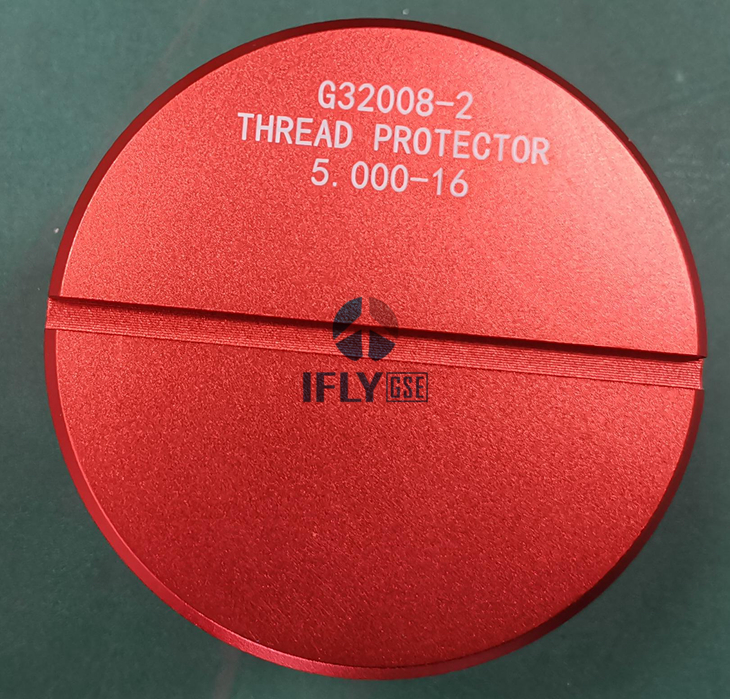 G32008-2
THREAD PROTECTOR
5.000-16
IFLY GSE